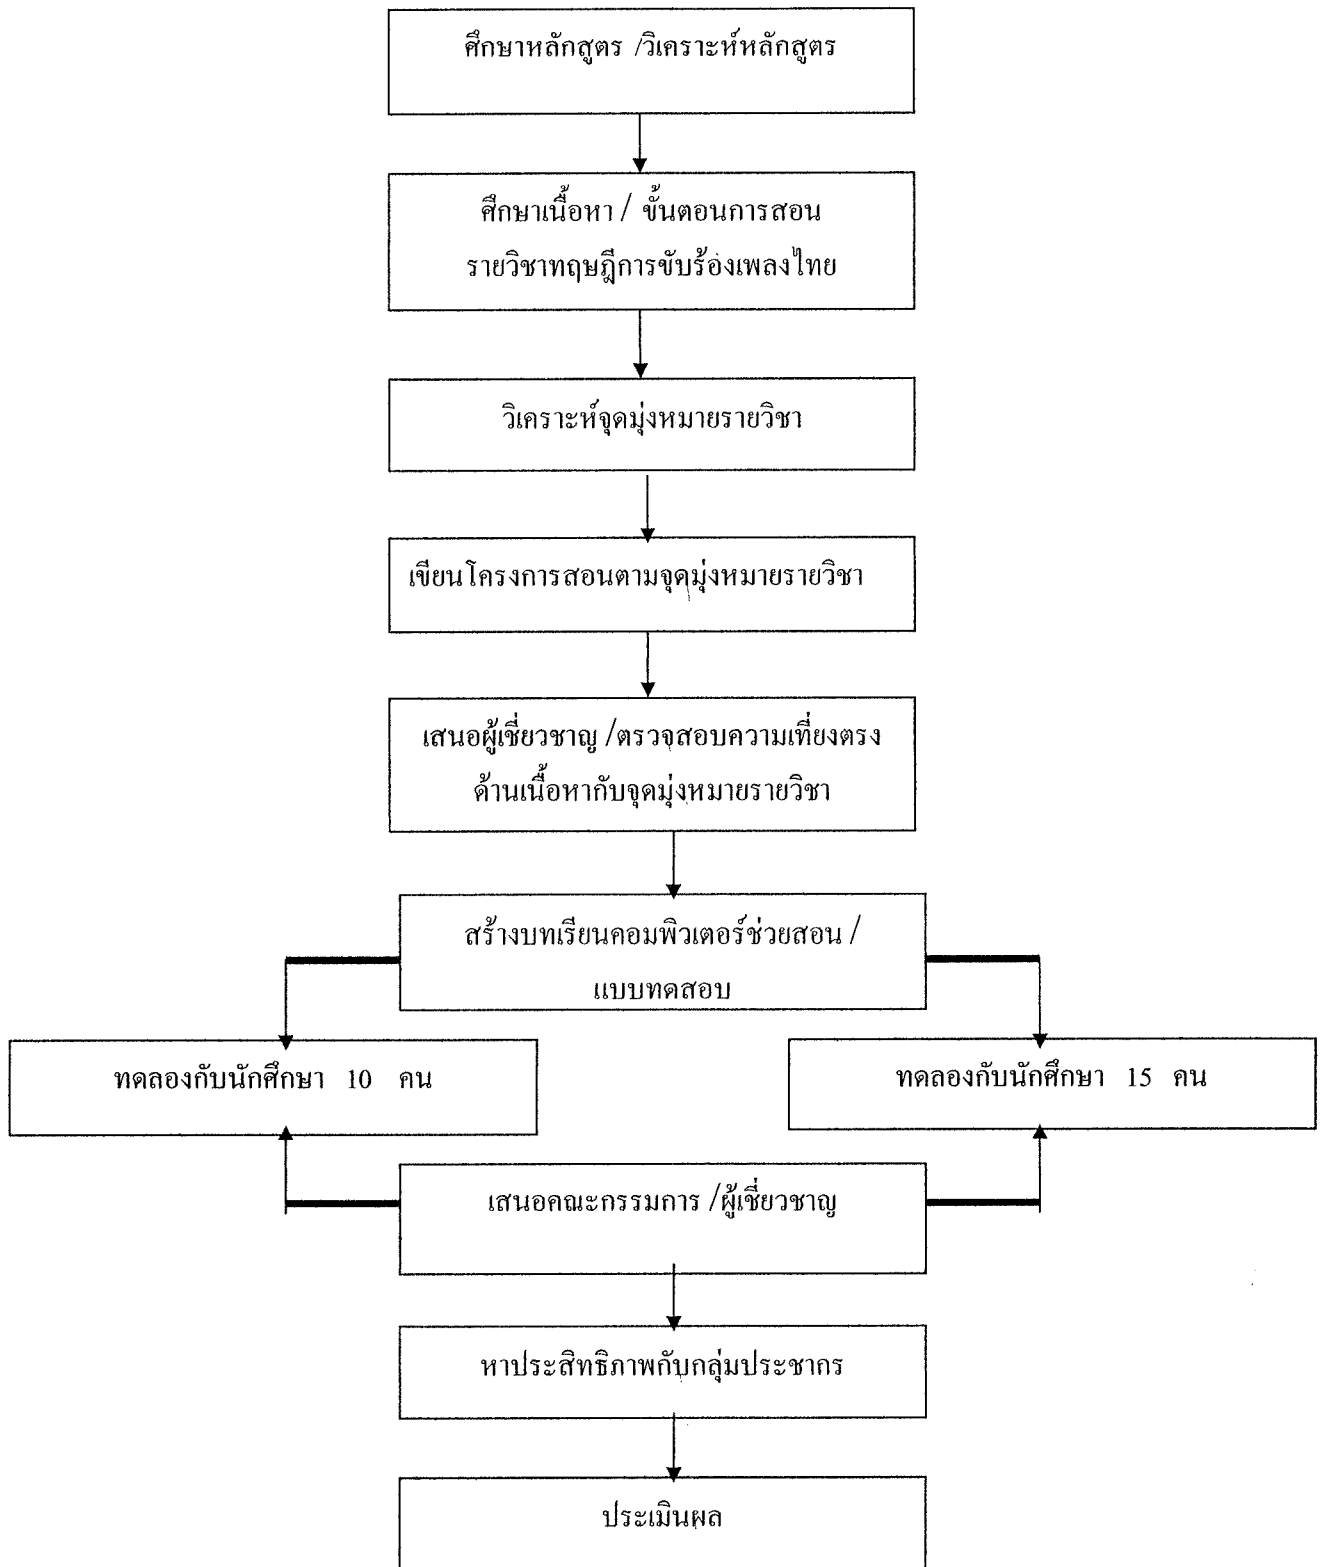 ศึกษาหลักสูตร /วิเคราะห์หลักสูตร
ศึกษาเนื้อหา / ขั้นตอนการสอน
รายวิชาทฤษฎีการขับร้องเพลงไทย
วิเคราะห์จุดมุ่งหมายรายวิชา
เขียนโครงการสอนตามจุดมุ่งหมายรายวิชา
เสนอผู้เชี่ยวชาญ /ตรวจสอบความเที่ยงตรง
ด้านเนื้อหากับจุดมุ่งหมายรายวิชา
สร้างบทเรียนคอมพิวเตอร์ช่วยสอน /
แบบทดสอบ
ทดลองกับนักศึกษา 10 คน
ทดลองกับนักศึกษา 15 คน
เสนอคณะกรรมการ /ผู้เชี่ยวชาญ
หาประสิทธิภาพกับกลุ่มประชากร
ประเมินผล